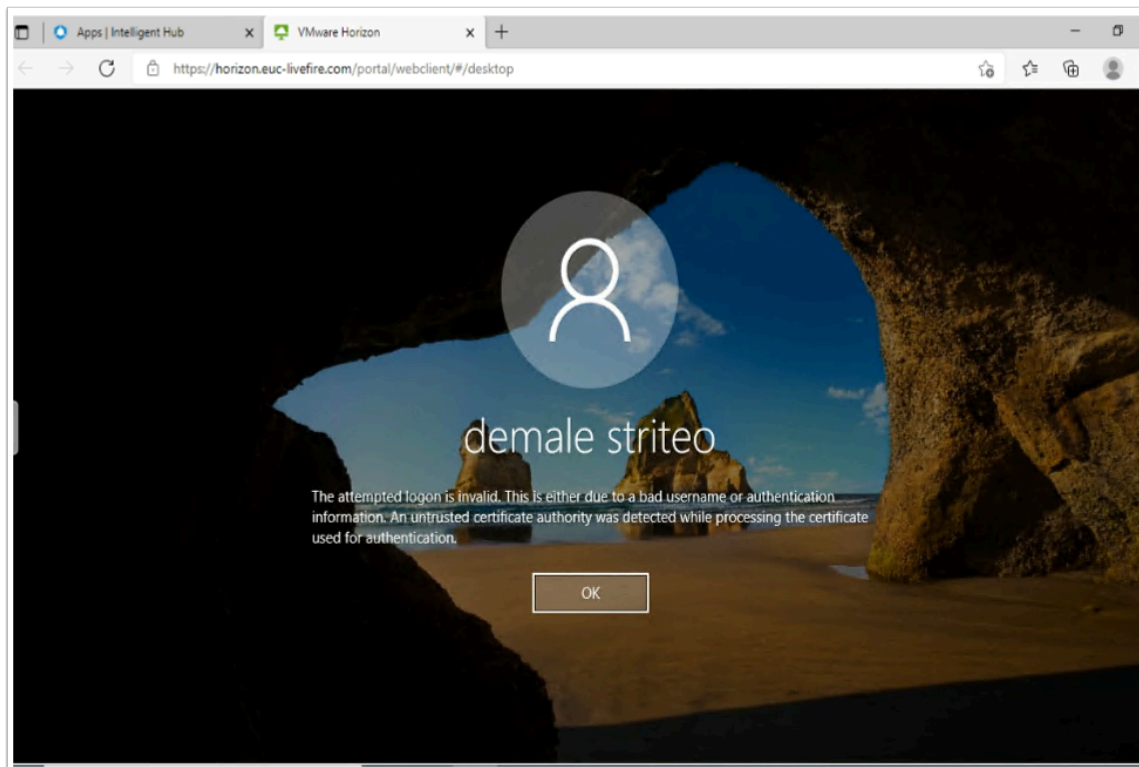 Apps | Intelligent Hub
VMware Horizon
https://horizon.euc-livefire.com/portal/webclient/#/desktop
demale striteo
The attempted logon is invalid. This is either due to a bad username or authentication
information. An untrusted certificate authority was detected while processing the certificate
used for authentication.
OK